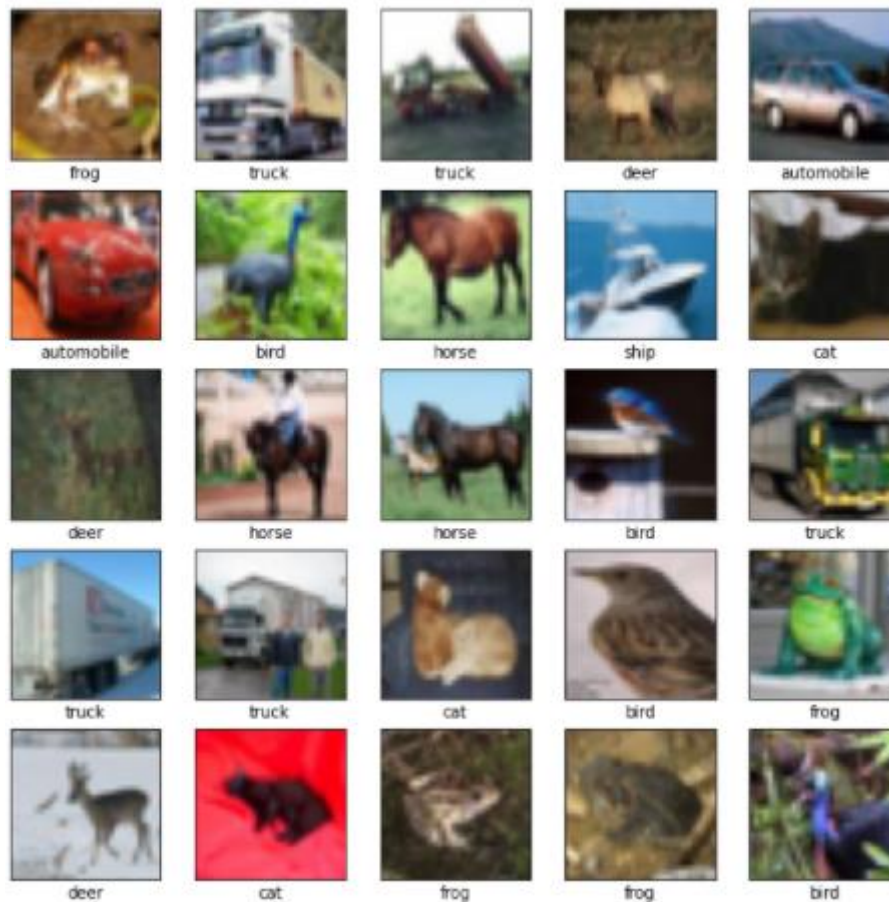 frog truck truck deer automobile
automobile bird horse ship cat
deer horse horse bird truck
truck truck cat bird frog
deer cat frog frog bird